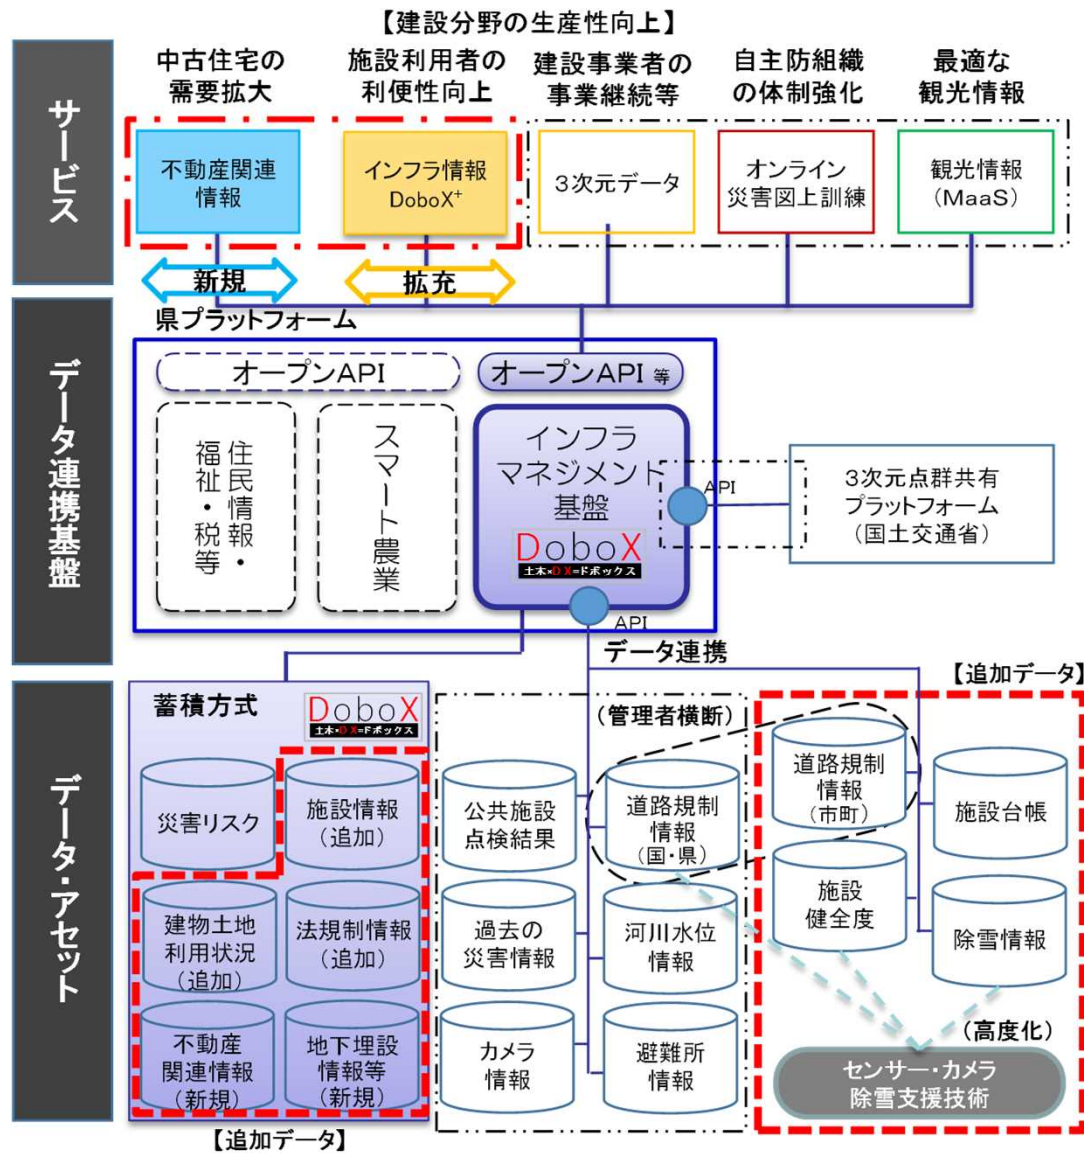 【建設分野の生産性向上】
サービス
中古住宅の
需要拡大
施設利用者の
利便性向上
建設事業者の
事業継続等
自主防組織
の体制強化
最適な
観光情報
不動産関連
情報
インフラ情報
DoboX+
3次元データ
オンライン
災害図上訓練
観光情報
(MaaS)
新規
拡充
データ連携基盤
県プラットフォーム
オープンAPI
オープンAPI 等
住民情報・
福祉・税等
スマート農業
インフラ
マネジメント
基盤
DoboX
土木×DX=ドボックス
API
3次元点群共有
プラットフォーム
(国土交通省)
API
データ連携
データ・アセット
蓄積方式
DoboX
土木×DX=ドボックス
災害リスク
施設情報
(追加)
建物土地
利用状況
(追加)
法規制情報
(追加)
不動産
関連情報
(新規)
地下埋設
情報等
(新規)
【追加データ】
(管理者横断)
公共施設
点検結果
道路規制
情報
(国・県)
過去の
災害情報
河川水位
情報
カメラ
情報
避難所
情報
【追加データ】
道路規制
情報
(市町)
施設台帳
施設
健全度
除雪情報
(高度化)
センサー・カメラ
除雪支援技術